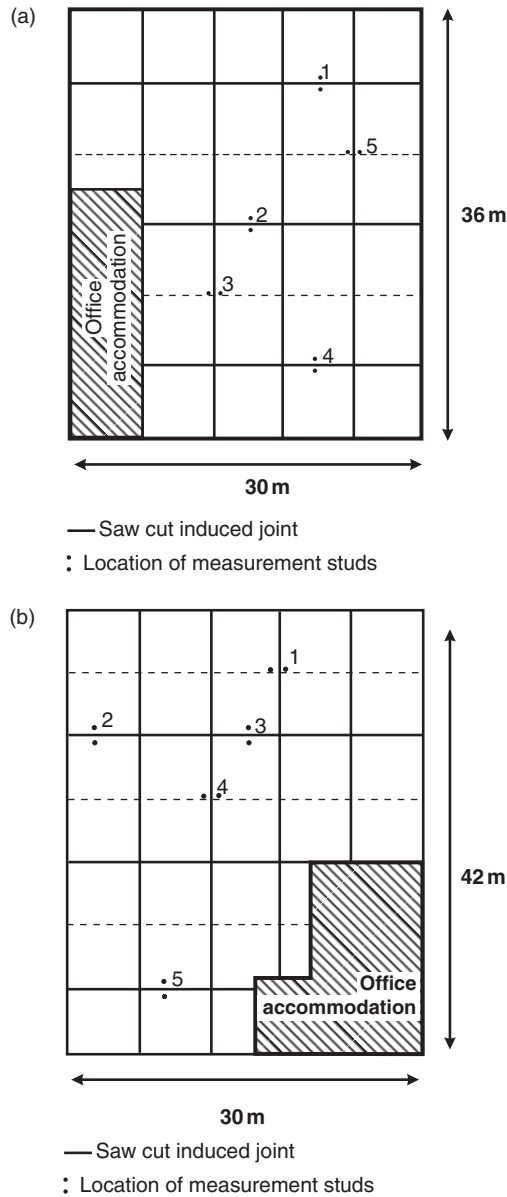 (a)
1
5
2
36 m
3
Office
accommodation
4
30 m
Saw cut induced joint
Location of measurement studs
(b)
1
2
3
4
42 m
5
Office
accommodation
30 m
Saw cut induced joint
Location of measurement studs